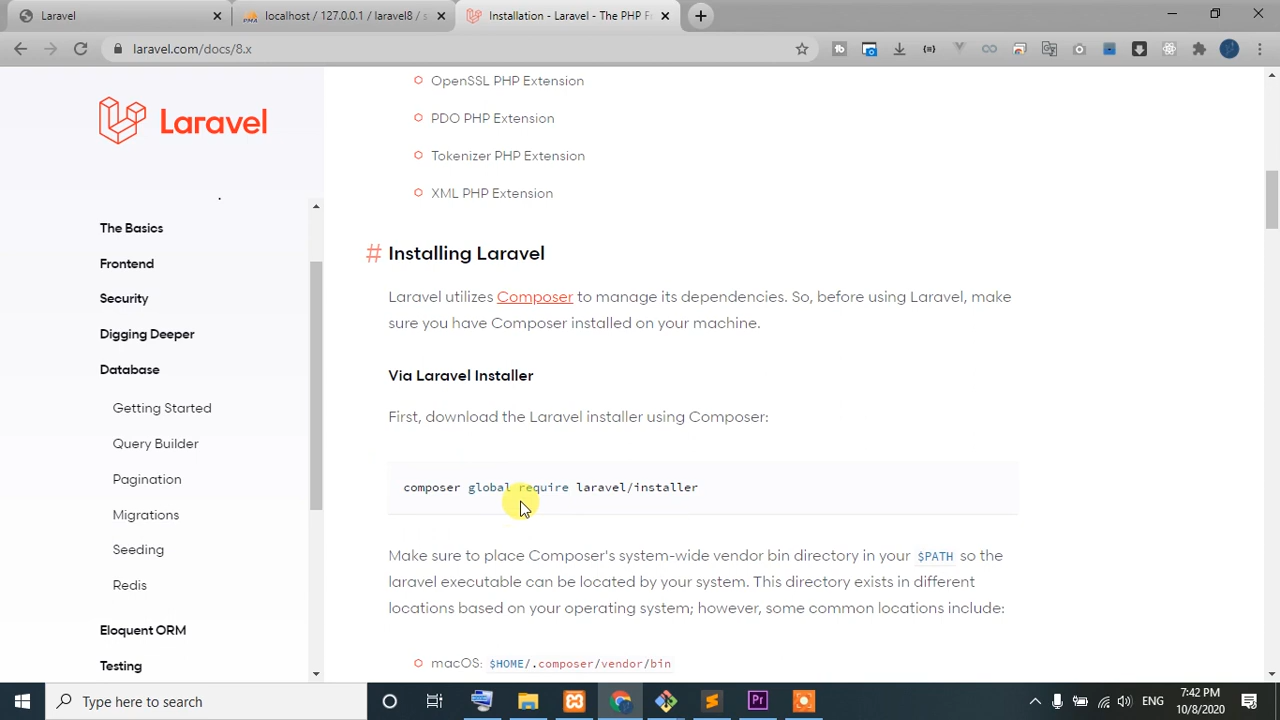 Laravel
localhost / 127.0.0.1 / laravel8 / s
Installation - Laravel - The PHP F
laravel.com/docs/8.x
Laravel
The Basics
Frontend
Security
Digging Deeper
Database
Getting Started
Query Builder
Pagination
Migrations
Seeding
Redis
Eloquent ORM
Testing
OpenSSL PHP Extension
PDO PHP Extension
Tokenizer PHP Extension
XML PHP Extension
# Installing Laravel
Laravel utilizes Composer to manage its dependencies. So, before using Laravel, make
sure you have Composer installed on your machine.
Via Laravel Installer
First, download the Laravel installer using Composer:
composer global require laravel/installer
Make sure to place Composer's system-wide vendor bin directory in your $PATH so the
laravel executable can be located by your system. This directory exists in different
locations based on your operating system; however, some common locations include:
macOS: $HOME/.composer/vendor/bin
Type here to search
Pr
ENG
7:42 PM
10/8/2020